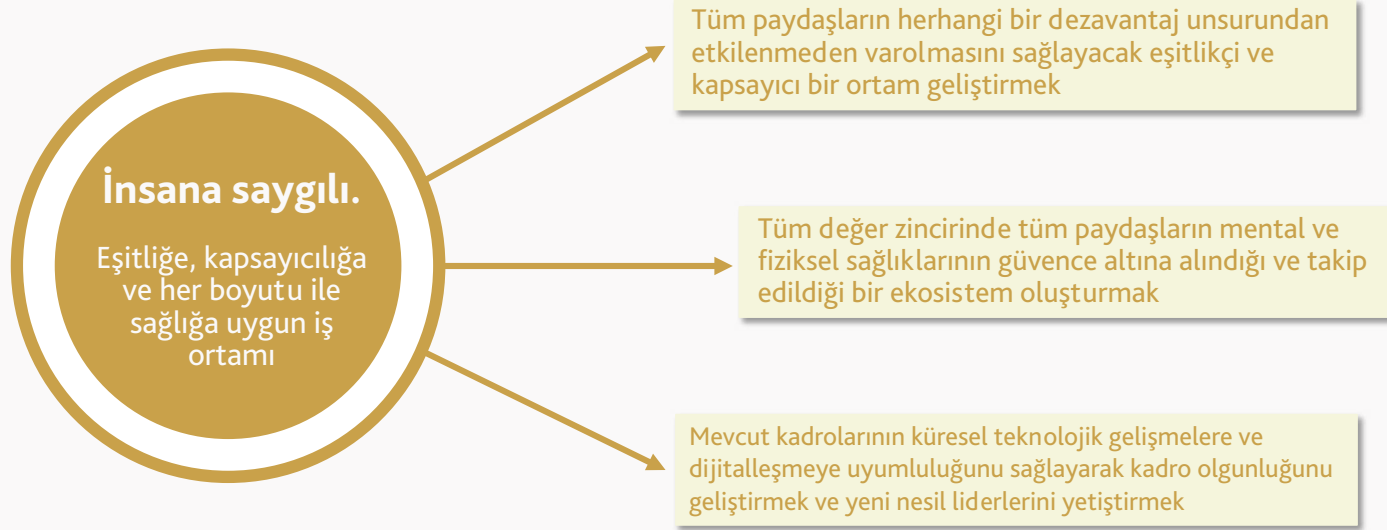 İnsana saygılı.
Eşitliğe, kapsayıcılığa
ve her boyutu ile
sağlığa uygun iş
ortamı
Tüm paydaşların herhangi bir dezavantaj unsurundan
etkilenmeden varolmasını sağlayacak eşitlikçi ve
kapsayıcı bir ortam geliştirmek
Tüm değer zincirinde tüm paydaşların mental ve
fiziksel sağlıklarının güvence altına alındığı ve takip
edildiği bir ekosistem oluşturmak
Mevcut kadrolarının küresel teknolojik gelişmelere ve
dijitalleşmeye uyumluluğunu sağlayarak kadro olgunluğunu
geliştirmek ve yeni nesil liderlerini yetiştirmek